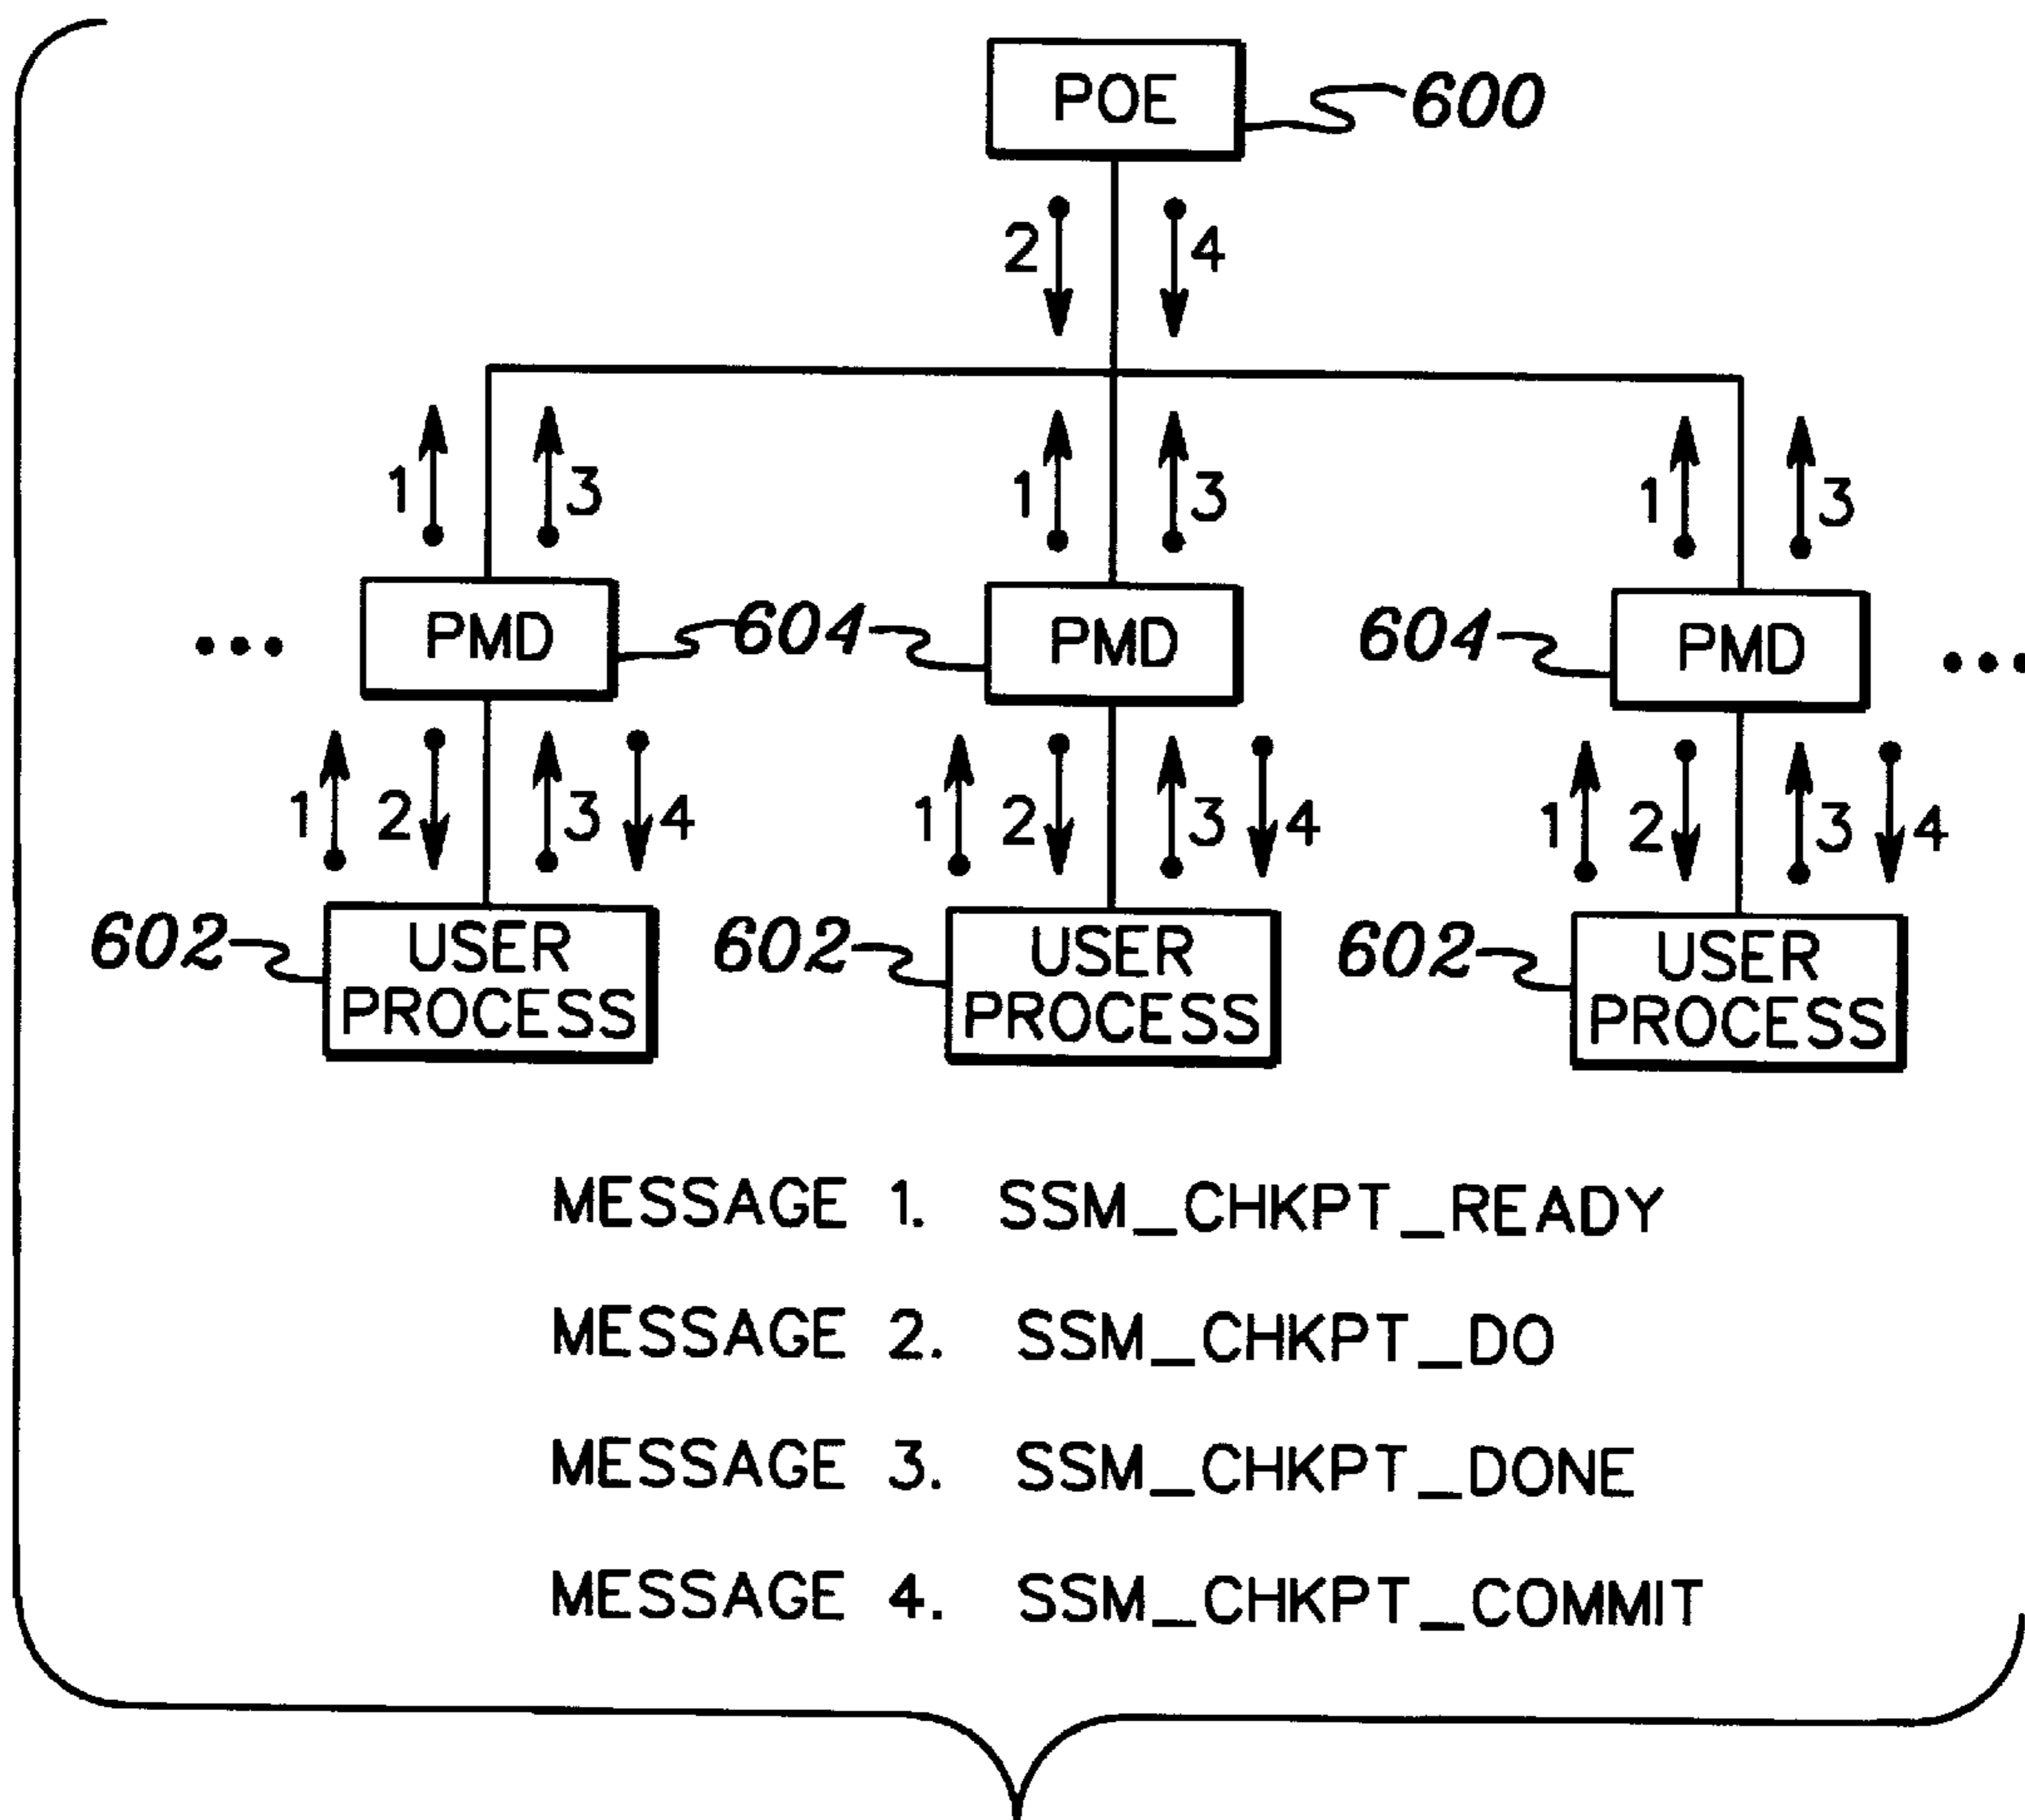 POE
600
2 4
1 3 1 3 1 3
PMD 604 PMD 604 PMD
1 2 3 4 1 2 3 4 1 2 3 4
602 USER PROCESS 602 USER PROCESS 602 USER PROCESS
MESSAGE 1. SSM_CHKPT_READY
MESSAGE 2. SSM_CHKPT_DO
MESSAGE 3. SSM_CHKPT_DONE
MESSAGE 4. SSM_CHKPT_COMMIT